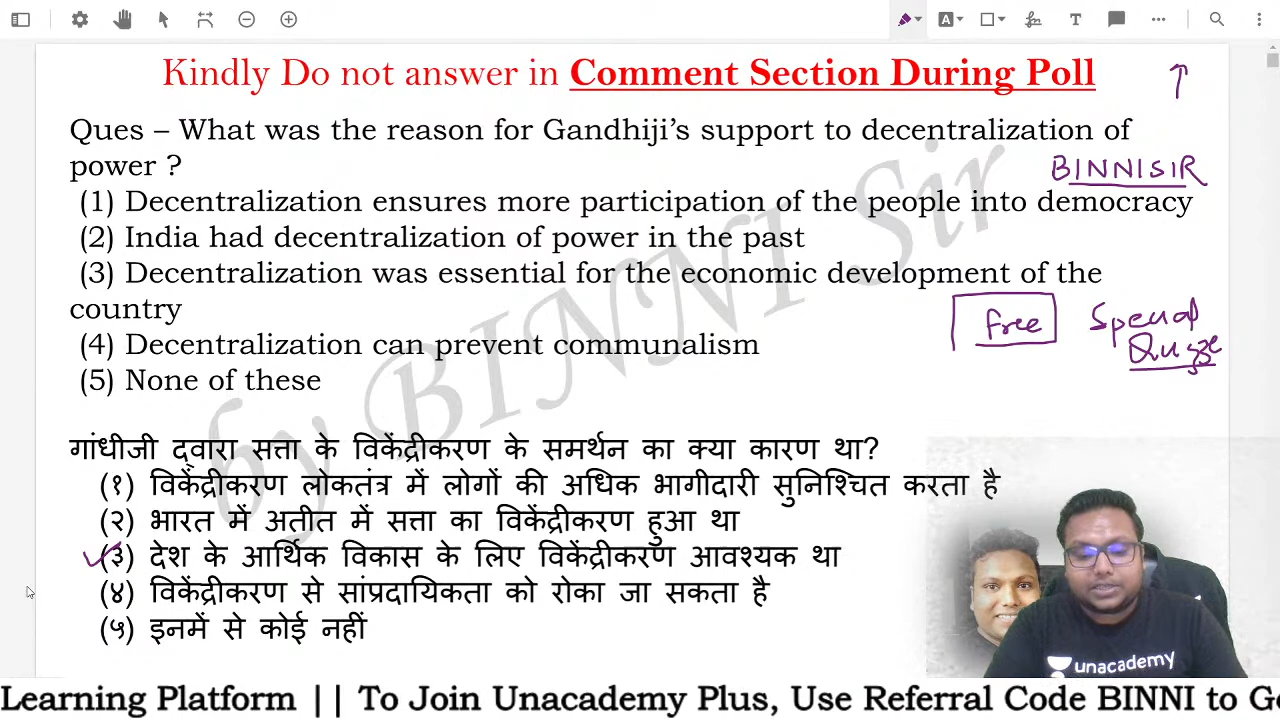 Kindly Do not answer in Comment Section During Poll
Ques – What was the reason for Gandhiji's support to decentralization of
power ?
BINNISIR
(1) Decentralization ensures more participation of the people into democracy
(2) India had decentralization of power in the past
(3) Decentralization was essential for the economic development of the
country
Free
Special
(4) Decentralization can prevent communalism
(5) None of these
by BINNI Sir
गांधीजी द्वारा सत्ता के विकेंद्रीकरण के समर्थन का क्या कारण था?
(१) विकेंद्रीकरण लोकतंत्र में लोगों की अधिक भागीदारी सुनिश्चित करता है
(२) भारत में अतीत में सत्ता का विकेंद्रीकरण हुआ था
(३) देश के आर्थिक विकास के लिए विकेंद्रीकरण आवश्यक था
(४) विकेंद्रीकरण से सांप्रदायिकता को रोका जा सकता है
(५) इनमें से कोई नहीं
unacademy
Learning Platform || To Join Unacademy Plus, Use Referral Code BINNI to